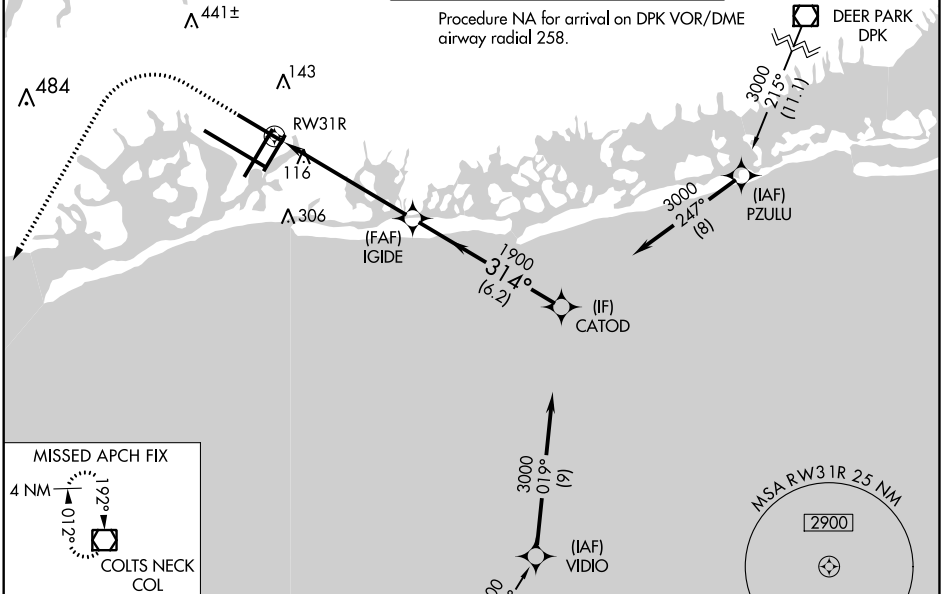 441±
Procedure NA for arrival on DPK VOR/DME
airway radial 258.
DEER PARK
DPK
484
143
3000
215°
(11.1)
RW31R
116
306
(IAF)
PZULU
3000
247°
(8)
(FAF)
IGIDE
1900
314°
(6.2)
(IF)
CATOD
3000
019°
(9)
(IAF)
VIDIO
MISSED APCH FIX
4 NM
192°
012°
COLTS NECK
COL
MSA RW31R 25 NM
2900